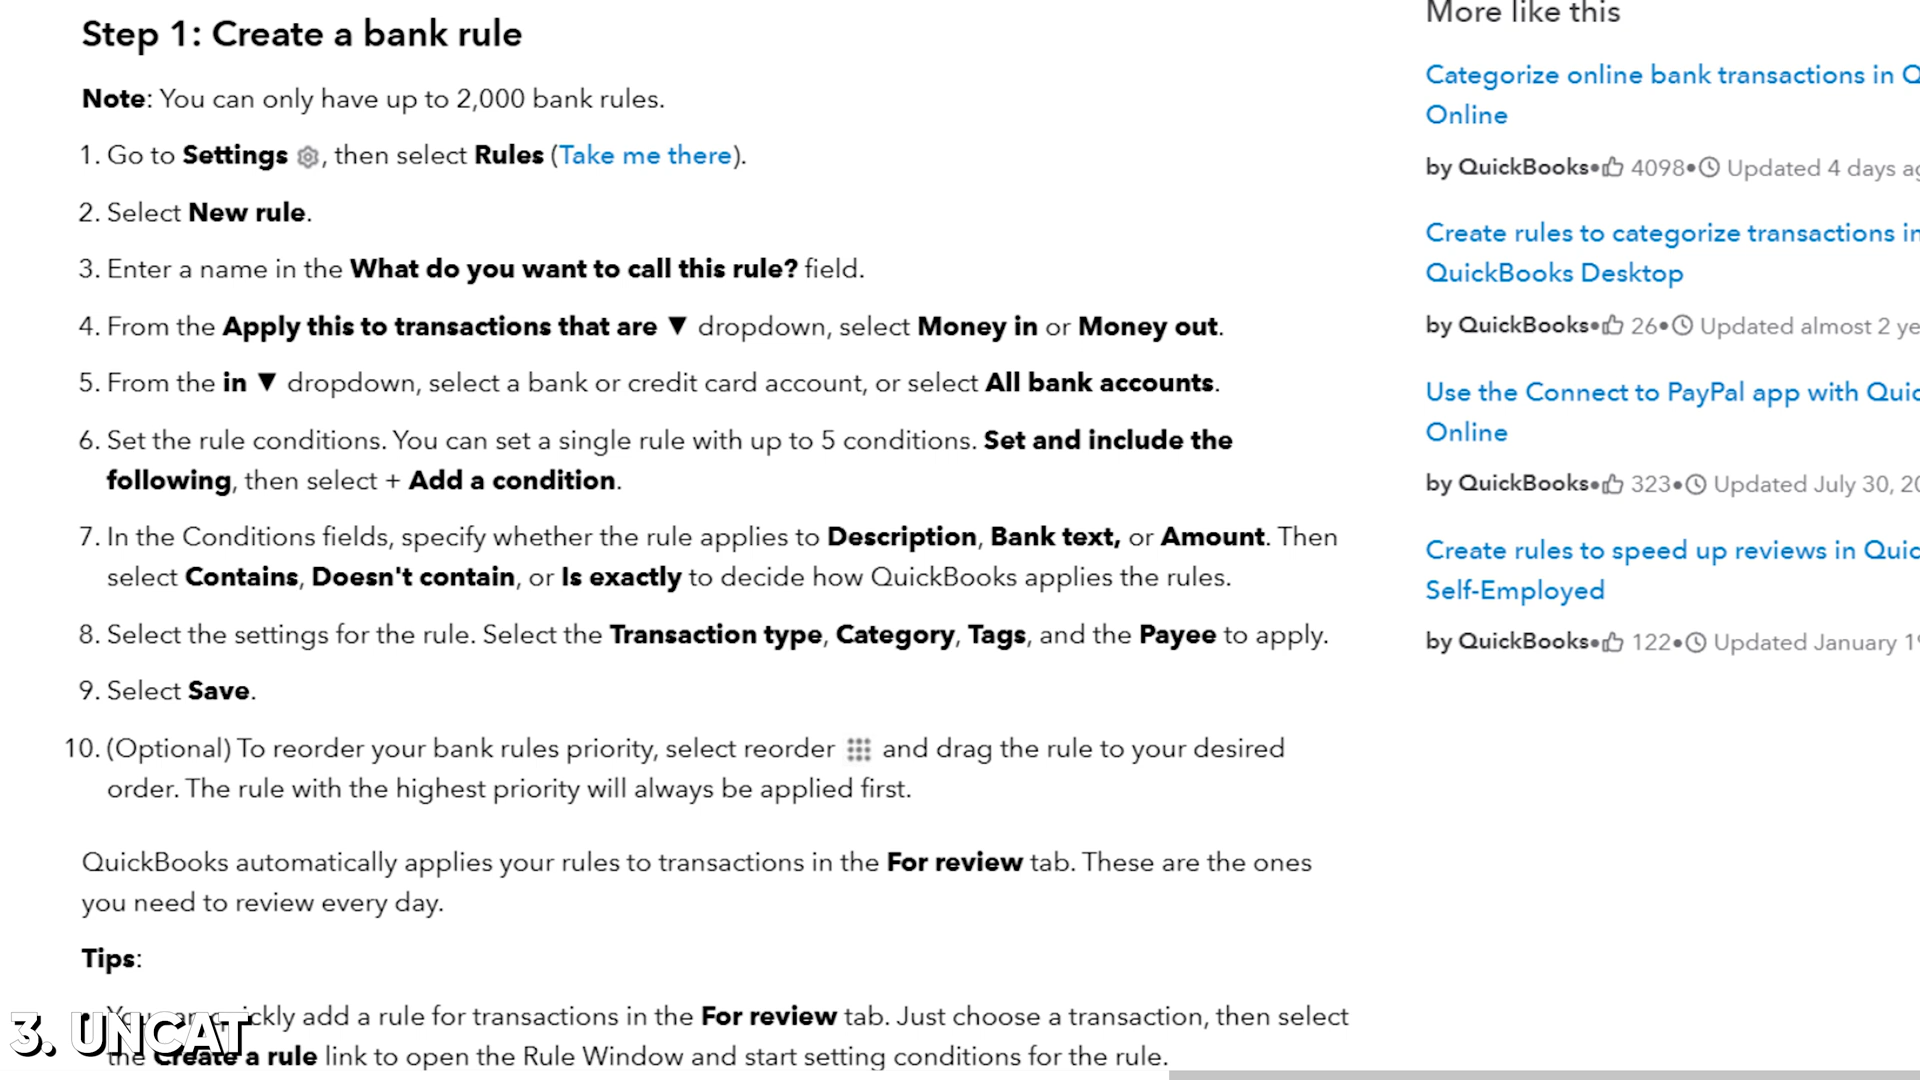 Step 1: Create a bank rule
Note: You can only have up to 2,000 bank rules.
1. Go to Settings , then select Rules (Take me there).
2. Select New rule.
3. Enter a name in the What do you want to call this rule? field.
4. From the Apply this to transactions that are ▼ dropdown, select Money in or Money out.
5. From the in ▼ dropdown, select a bank or credit card account, or select All bank accounts.
6. Set the rule conditions. You can set a single rule with up to 5 conditions. Set and include the
following, then select + Add a condition.
7. In the Conditions fields, specify whether the rule applies to Description, Bank text, or Amount. Then
select Contains, Doesn't contain, or Is exactly to decide how QuickBooks applies the rules.
8. Select the settings for the rule. Select the Transaction type, Category, Tags, and the Payee to apply.
9. Select Save.
10. (Optional) To reorder your bank rules priority, select reorder and drag the rule to your desired
order. The rule with the highest priority will always be applied first.
QuickBooks automatically applies your rules to transactions in the For review tab. These are the ones
you need to review every day.
Tips:
You can quickly add a rule for transactions in the For review tab. Just choose a transaction, then select
the Create a rule link to open the Rule Window and start setting conditions for the rule.
3. UNCAT
More like this
Categorize online bank transactions in Q
Online
by QuickBooks• 4098• Updated 4 days ag
Create rules to categorize transactions in
QuickBooks Desktop
by QuickBooks• 26• Updated almost 2 ye
Use the Connect to PayPal app with Quic
Online
by QuickBooks• 323• Updated July 30, 20
Create rules to speed up reviews in Quic
Self-Employed
by QuickBooks• 122• Updated January 19